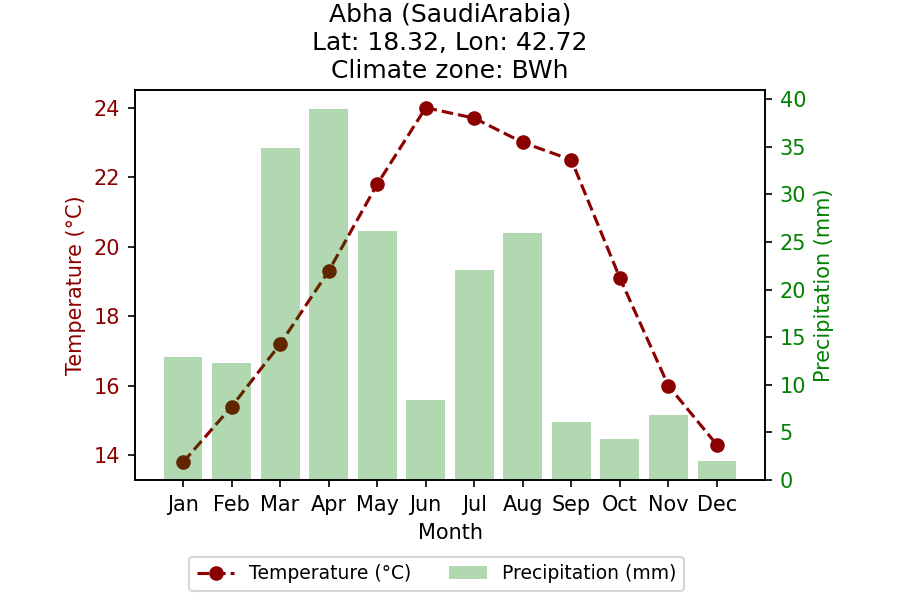 Abha (SaudiArabia)
Lat: 18.32, Lon: 42.72
Climate zone: BWh
24
22
20
18
16
14
Temperature (°C)
40
35
30
25
20
15
10
5
0
Precipitation (mm)
Jan Feb Mar Apr May Jun Jul Aug Sep Oct Nov Dec
Month
Temperature (°C) Precipitation (mm)